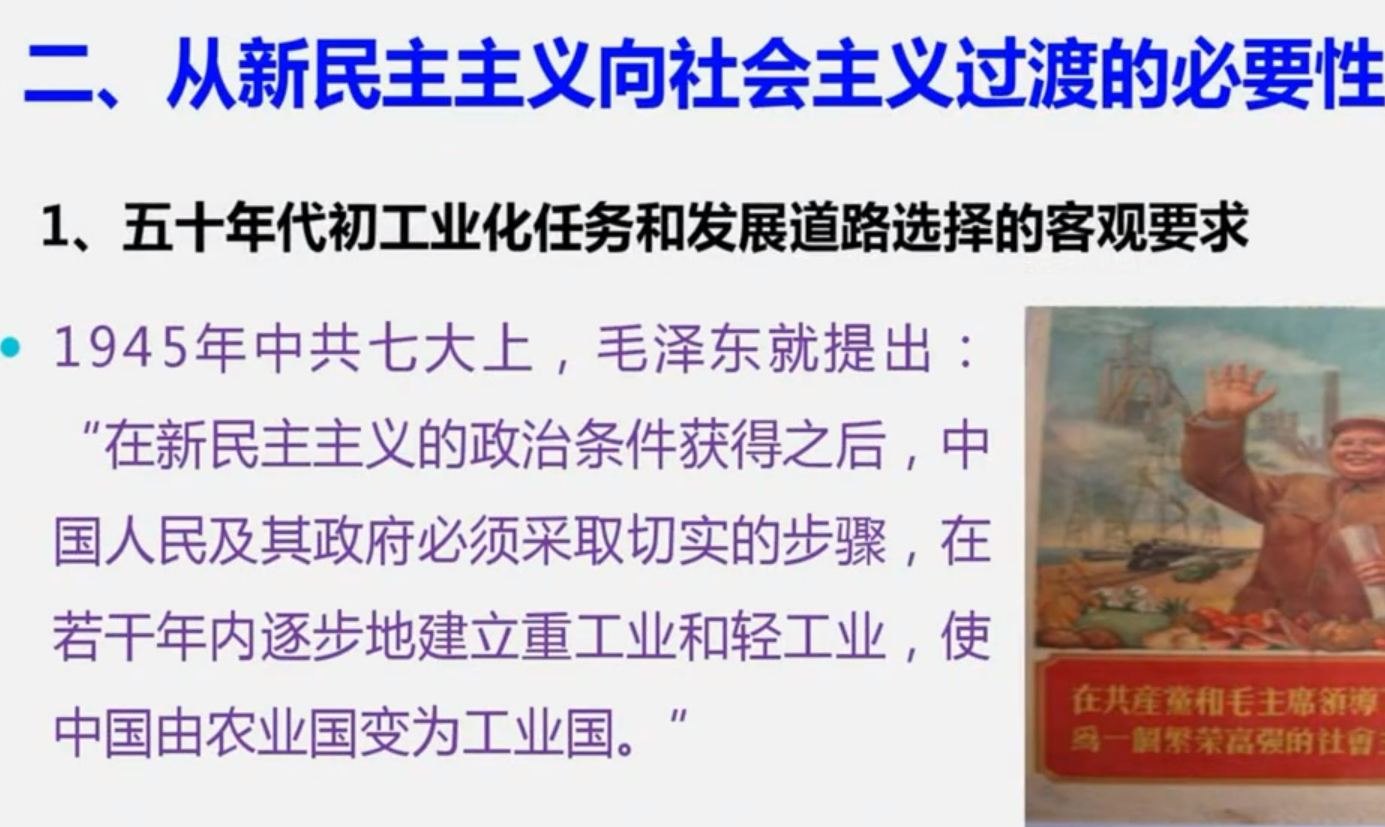 二、从新民主主义向社会主义过渡的必要性
1、五十年代初工业化任务和发展道路选择的客观要求
1945年中共七大上，毛泽东就提出：
“在新民主主义的政治条件获得之后，中
国人民及其政府必须采取切实的步骤，在
若干年内逐步地建立重工业和轻工业，使
中国由农业国变为工业国。”
在共產黨和毛主席領導
為一個繁荣富强的社會